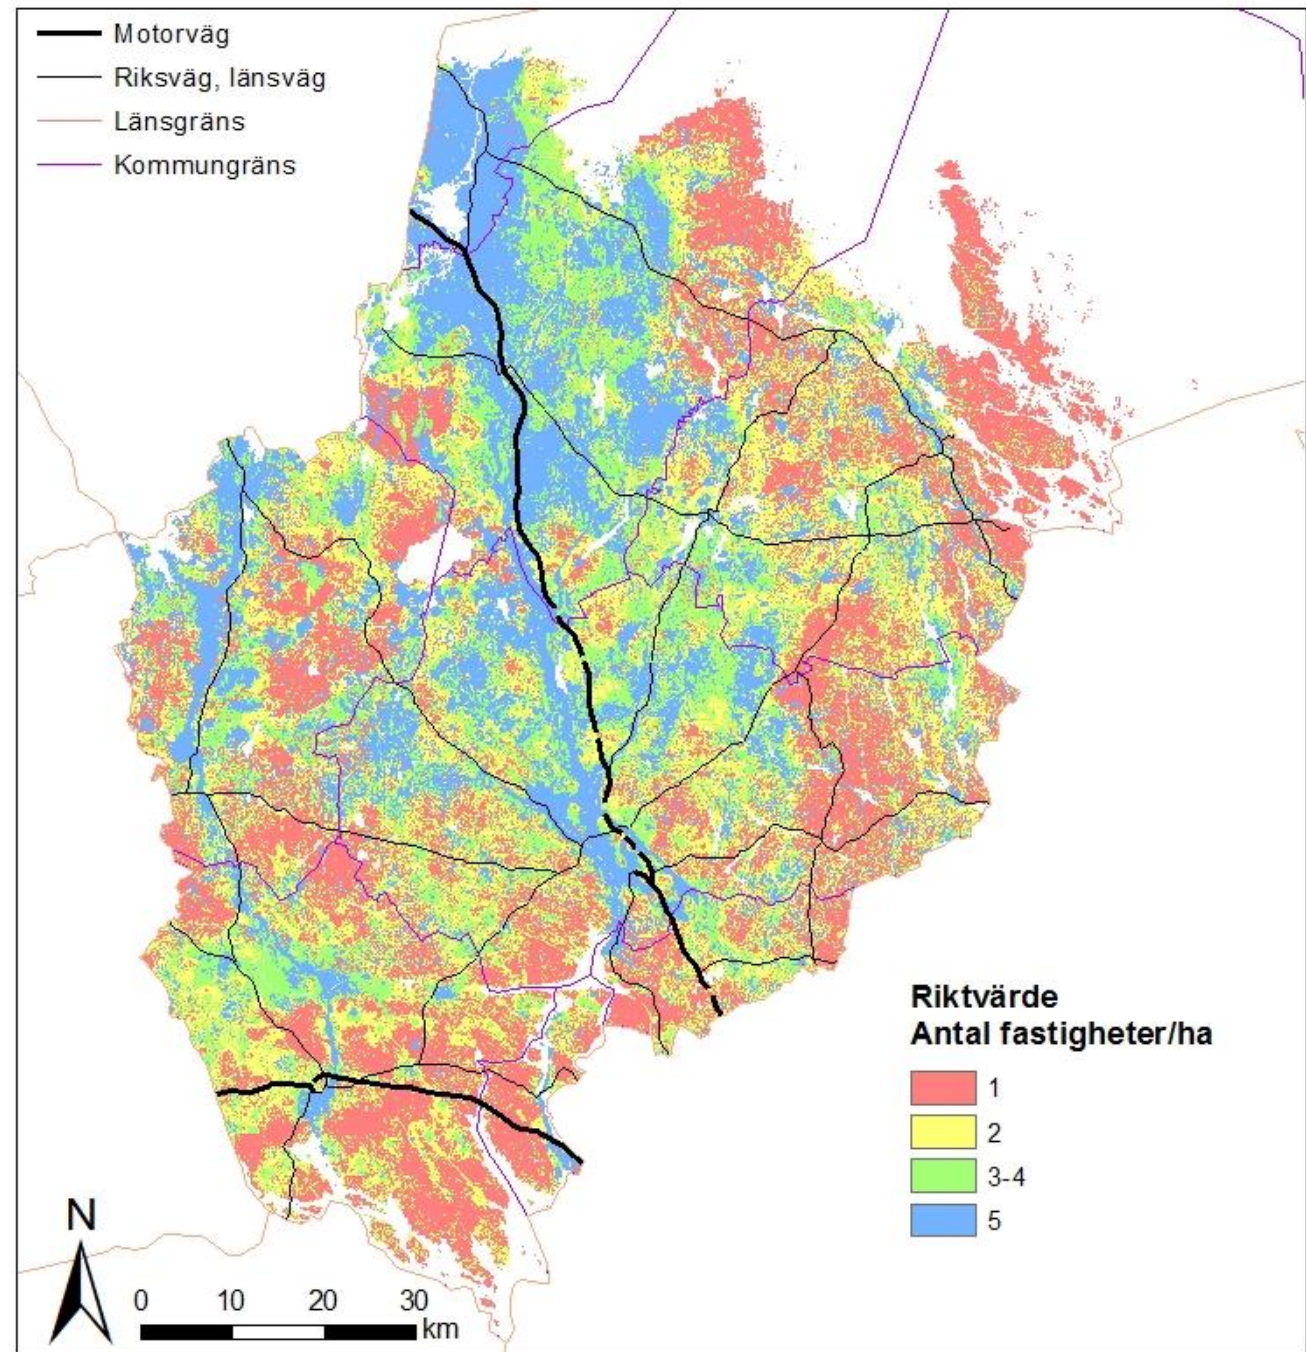 Motorväg
Riksväg, länsväg
Länsgräns
Kommungräns
Riktvärde
Antal fastigheter/ha
1
2
3-4
5
N
0 10 20 30
km